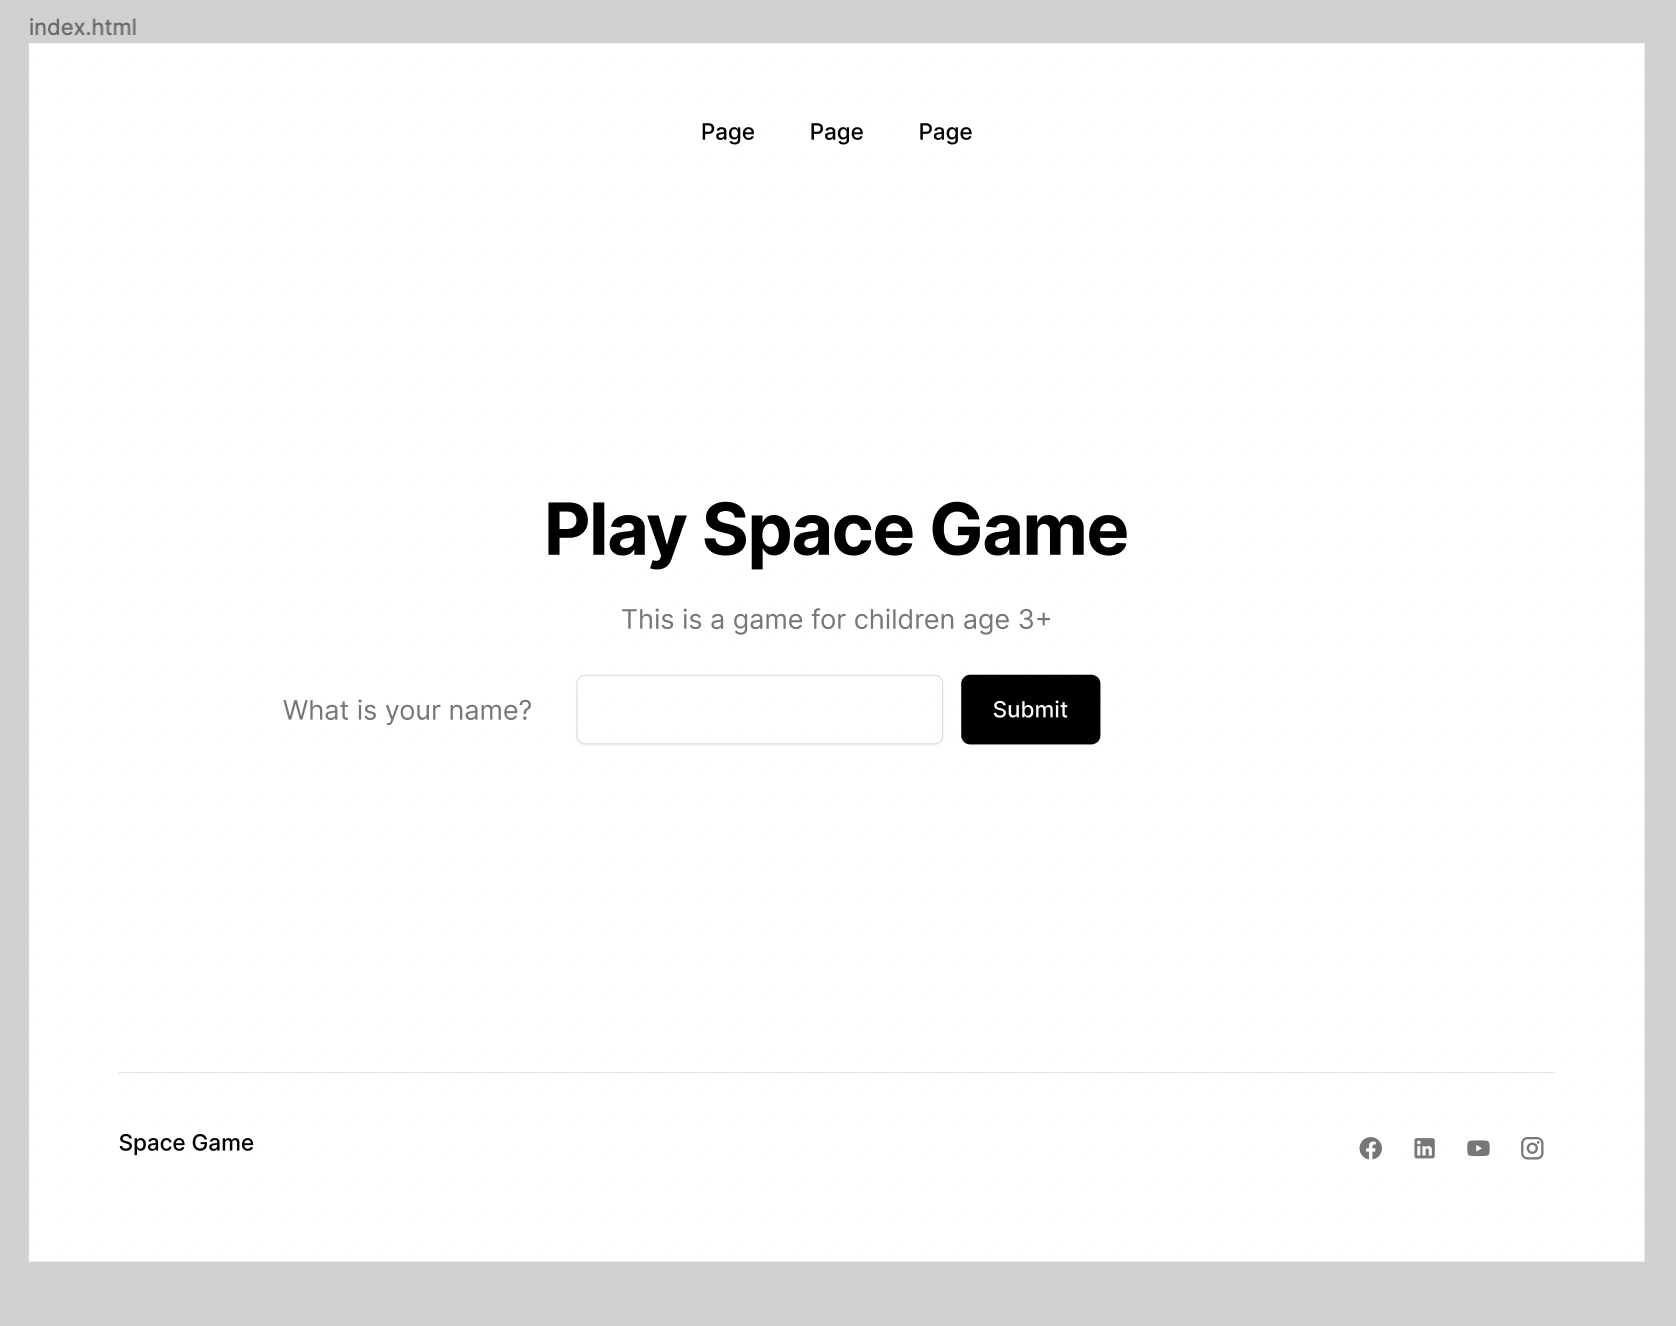 index.html
Page Page Page
Play Space Game
This is a game for children age 3+
What is your name? Submit
Space Game